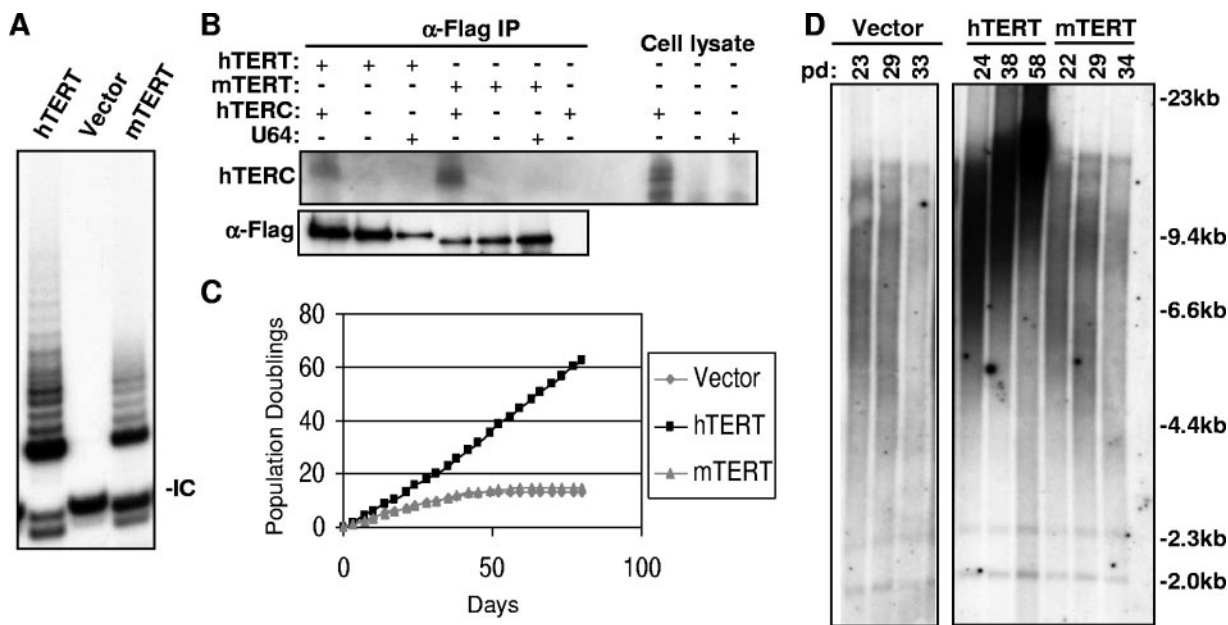 A
hTERT
Vector
mTERT
-IC
B
α-Flag IP
Cell lysate
hTERT: + + + - - - - - - -
mTERT: - - - + + + - - - -
hTERC: + - - + - - + + - -
U64: - - + - - + - - - +
hTERC
α-Flag
C
Population Doublings
80
60
40
20
0
0 50 100
Days
Vector
hTERT
mTERT
D
Vector hTERT mTERT
pd: 23 29 33 24 38 58 22 29 34
-23kb
-9.4kb
-6.6kb
-4.4kb
-2.3kb
-2.0kb